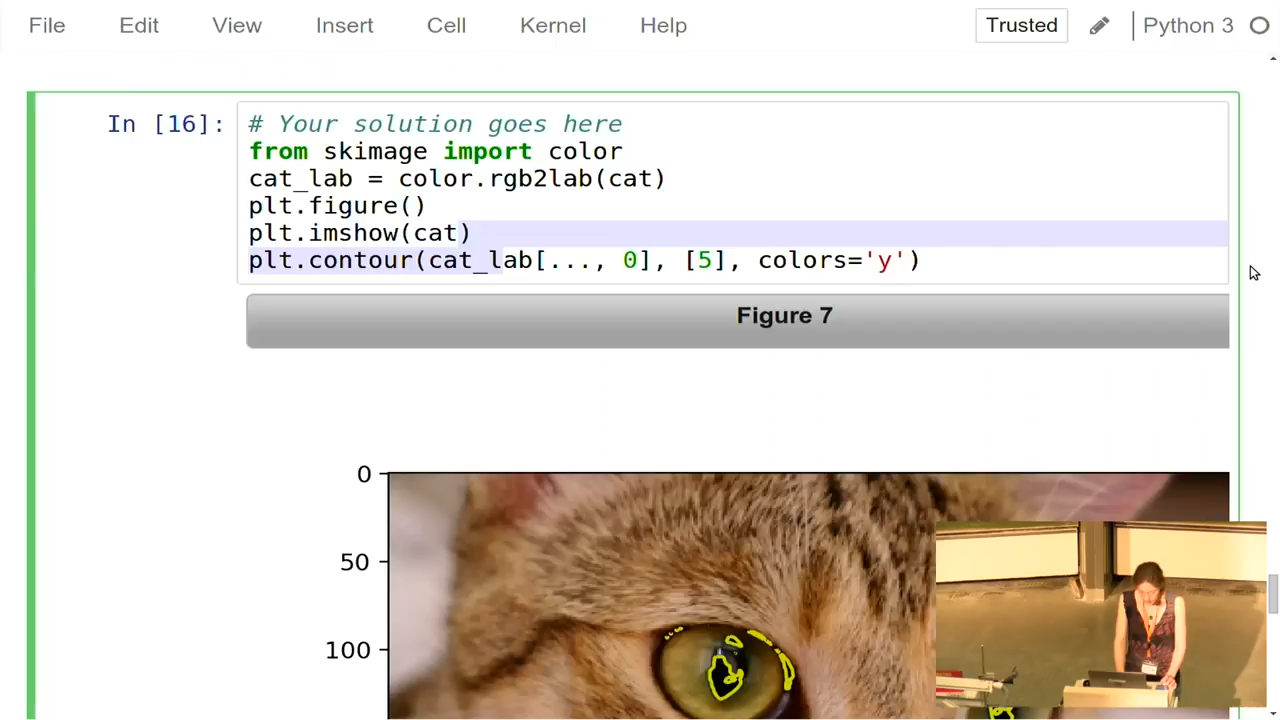 File Edit View Insert Cell Kernel Help Trusted Python 3
In [16]:
# Your solution goes here
from skimage import color
cat_lab = color.rgb2lab(cat)
plt.figure()
plt.imshow(cat)
plt.contour(cat_lab[..., 0], [5], colors='y')
Figure 7
0
50
100